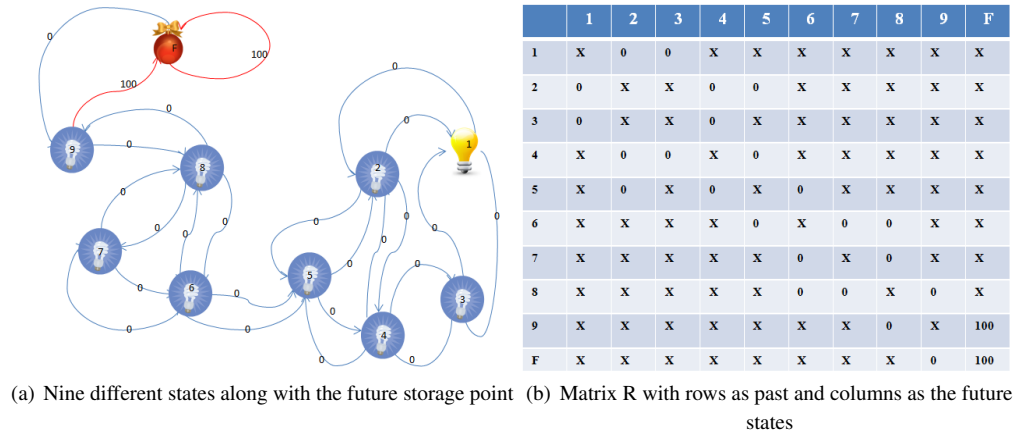 0
F
100
100
0
0
0
1
9
0
0
2
8
0
0
0
0
0
0
0
0
0
7
0
0
5
0
6
0
0
3
0
4
0
0
0
0
1 2 3 4 5 6 7 8 9 F
1 X 0 0 X X X X X X X
2 0 X X 0 0 X X X X X
3 0 X X 0 X X X X X X
4 X 0 0 X 0 X X X X X
5 X 0 X 0 X 0 X X X X
6 X X X X 0 X 0 0 X X
7 X X X X X 0 X 0 X X
8 X X X X X 0 0 X 0 X
9 X X X X X X X 0 X 100
F X X X X X X X X 0 100
(a) Nine different states along with the future storage point
(b) Matrix R with rows as past and columns as the future
states